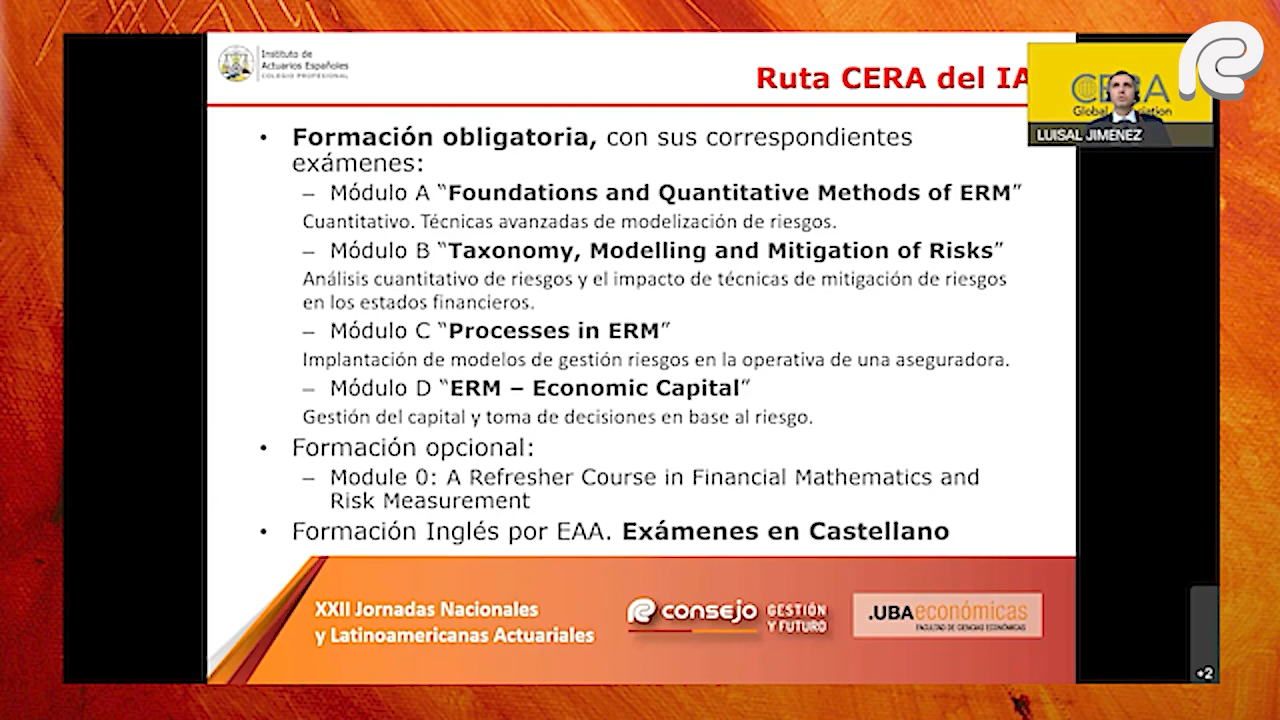 Instituto de
Actuarios Españoles
COLEGIO PROFESIONAL
Ruta CERA del IA
CERA
Global
LUISAL JIMENEZ
• Formación obligatoria, con sus correspondientes
exámenes:
– Módulo A “Foundations and Quantitative Methods of ERM”
Cuantitativo. Técnicas avanzadas de modelización de riesgos.
– Módulo B “Taxonomy, Modelling and Mitigation of Risks”
Análisis cuantitativo de riesgos y el impacto de técnicas de mitigación de riesgos
en los estados financieros.
– Módulo C “Processes in ERM”
Implantación de modelos de gestión riesgos en la operativa de una aseguradora.
– Módulo D “ERM – Economic Capital”
Gestión del capital y toma de decisiones en base al riesgo.
• Formación opcional:
– Module 0: A Refresher Course in Financial Mathematics and
Risk Measurement
• Formación Inglés por EAA. Exámenes en Castellano
XXII Jornadas Nacionales
y Latinoamericanas Actuariales
consejo
GESTIÓN
Y FUTURO
.UBAeconómicas
FACULTAD DE CIENCIAS ECONÓMICAS
+2